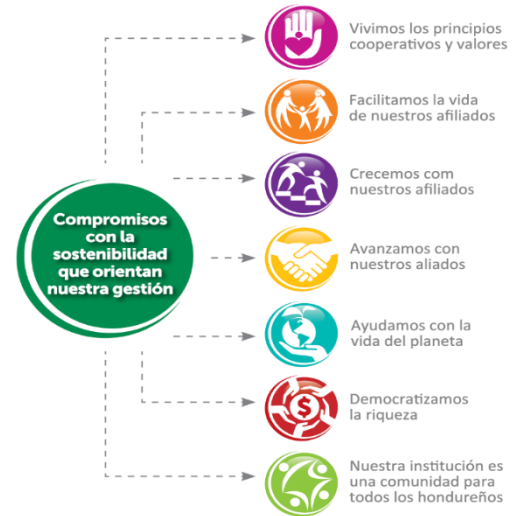 Compromisos
con la
sostenibilidad
que orientan
nuestra gestión
Vivimos los principios
cooperativos y valores
Facilitamos la vida
de nuestros afiliados
Crecemos com
nuestros afiliados
Avanzamos con
nuestros aliados
Ayudamos con la
vida del planeta
Democratizamos
la riqueza
$
Nuestra institución es
una comunidad para
todos los hondureños